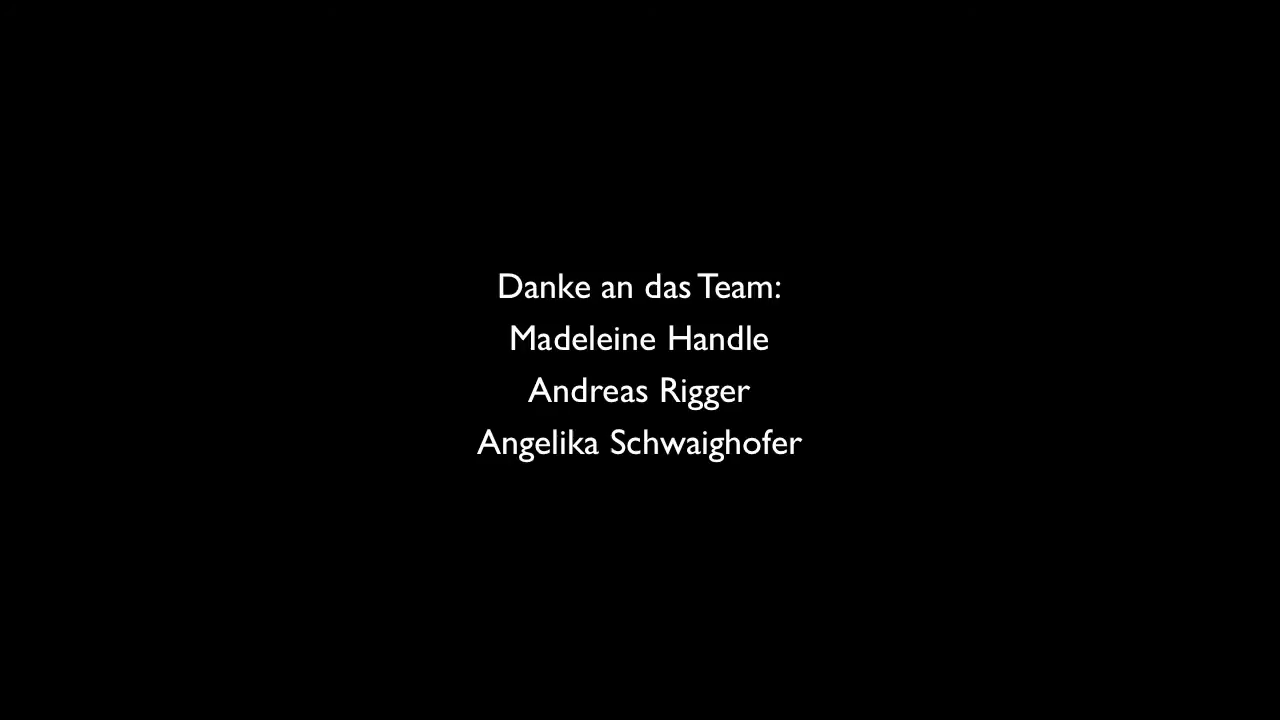 Danke an das Team:
Madeleine Handle
Andreas Rigger
Angelika Schwaighofer